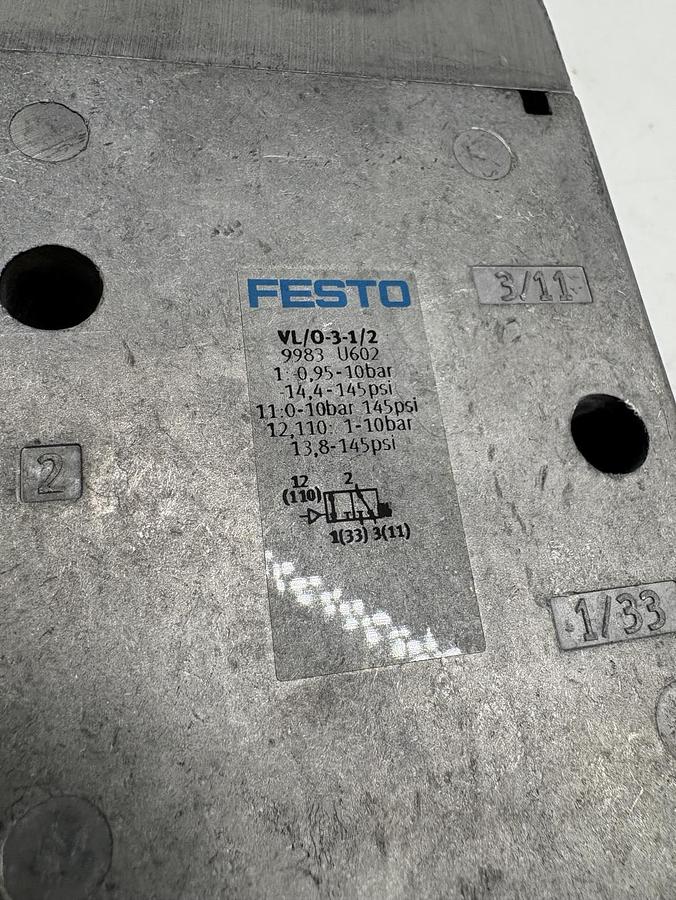 FESTO
3/11
VL/O-3-1/2
9983 U602
1: -0,95-10bar
-14,4-145psi
11:0-10bar 145psi
12,110: 1-10bar
13,8-145psi
2
12 2
(110)
1(33) 3(11)
1/33